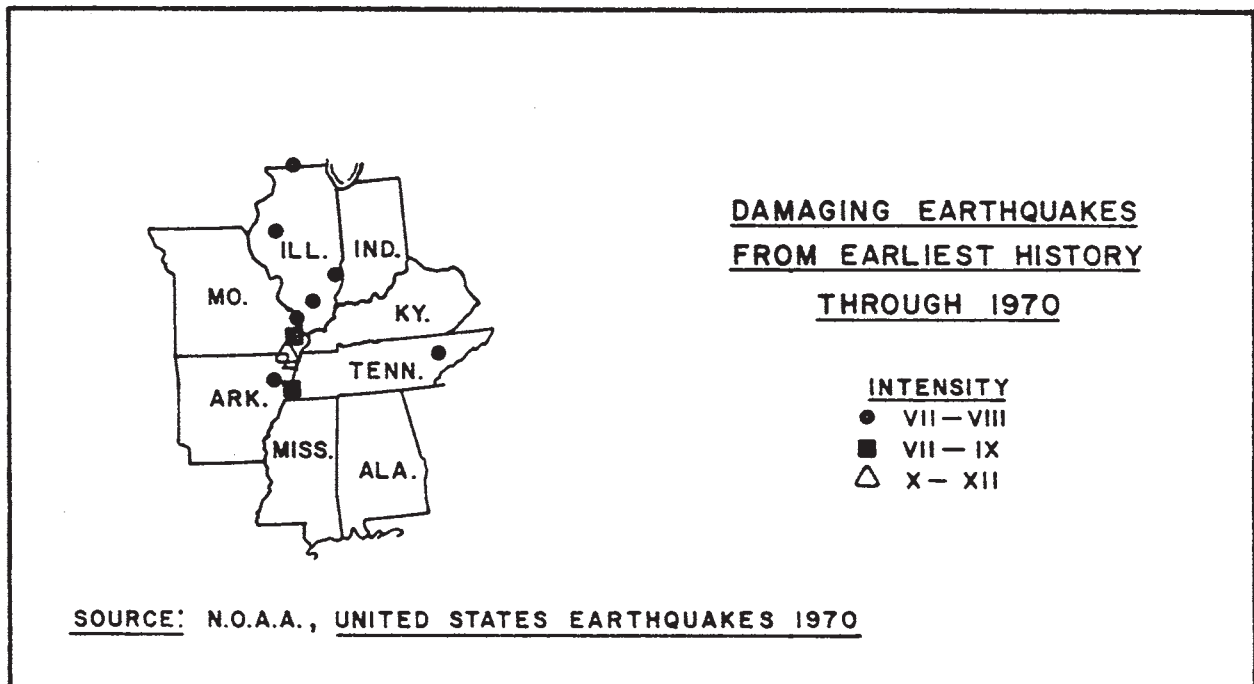 ILL.
IND.
MO.
KY.
TENN.
ARK.
MISS.
ALA.
DAMAGING EARTHQUAKES
FROM EARLIEST HISTORY
THROUGH 1970
INTENSITY
VII — VIII
VII — IX
X — XII
SOURCE: N.O.A.A., UNITED STATES EARTHQUAKES 1970